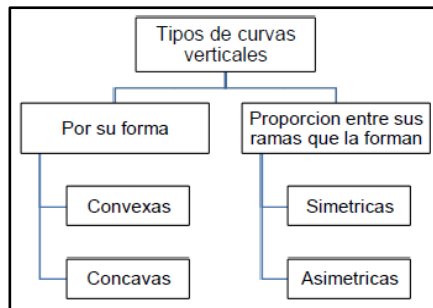 Tipos de curvas
verticales
Por su forma
Proporcion entre sus
ramas que la forman
Convexas
Simetricas
Concavas
Asimetricas